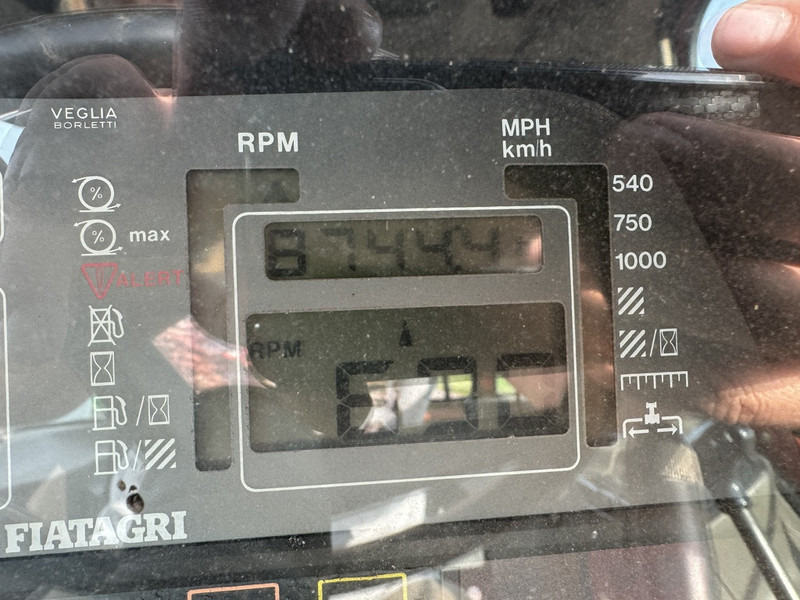 VEGLIA
BORLETTI
RPM
MPH
km/h
540
750
1000
%
% max
ALERT
8744.4
RPM
FIATAGRI